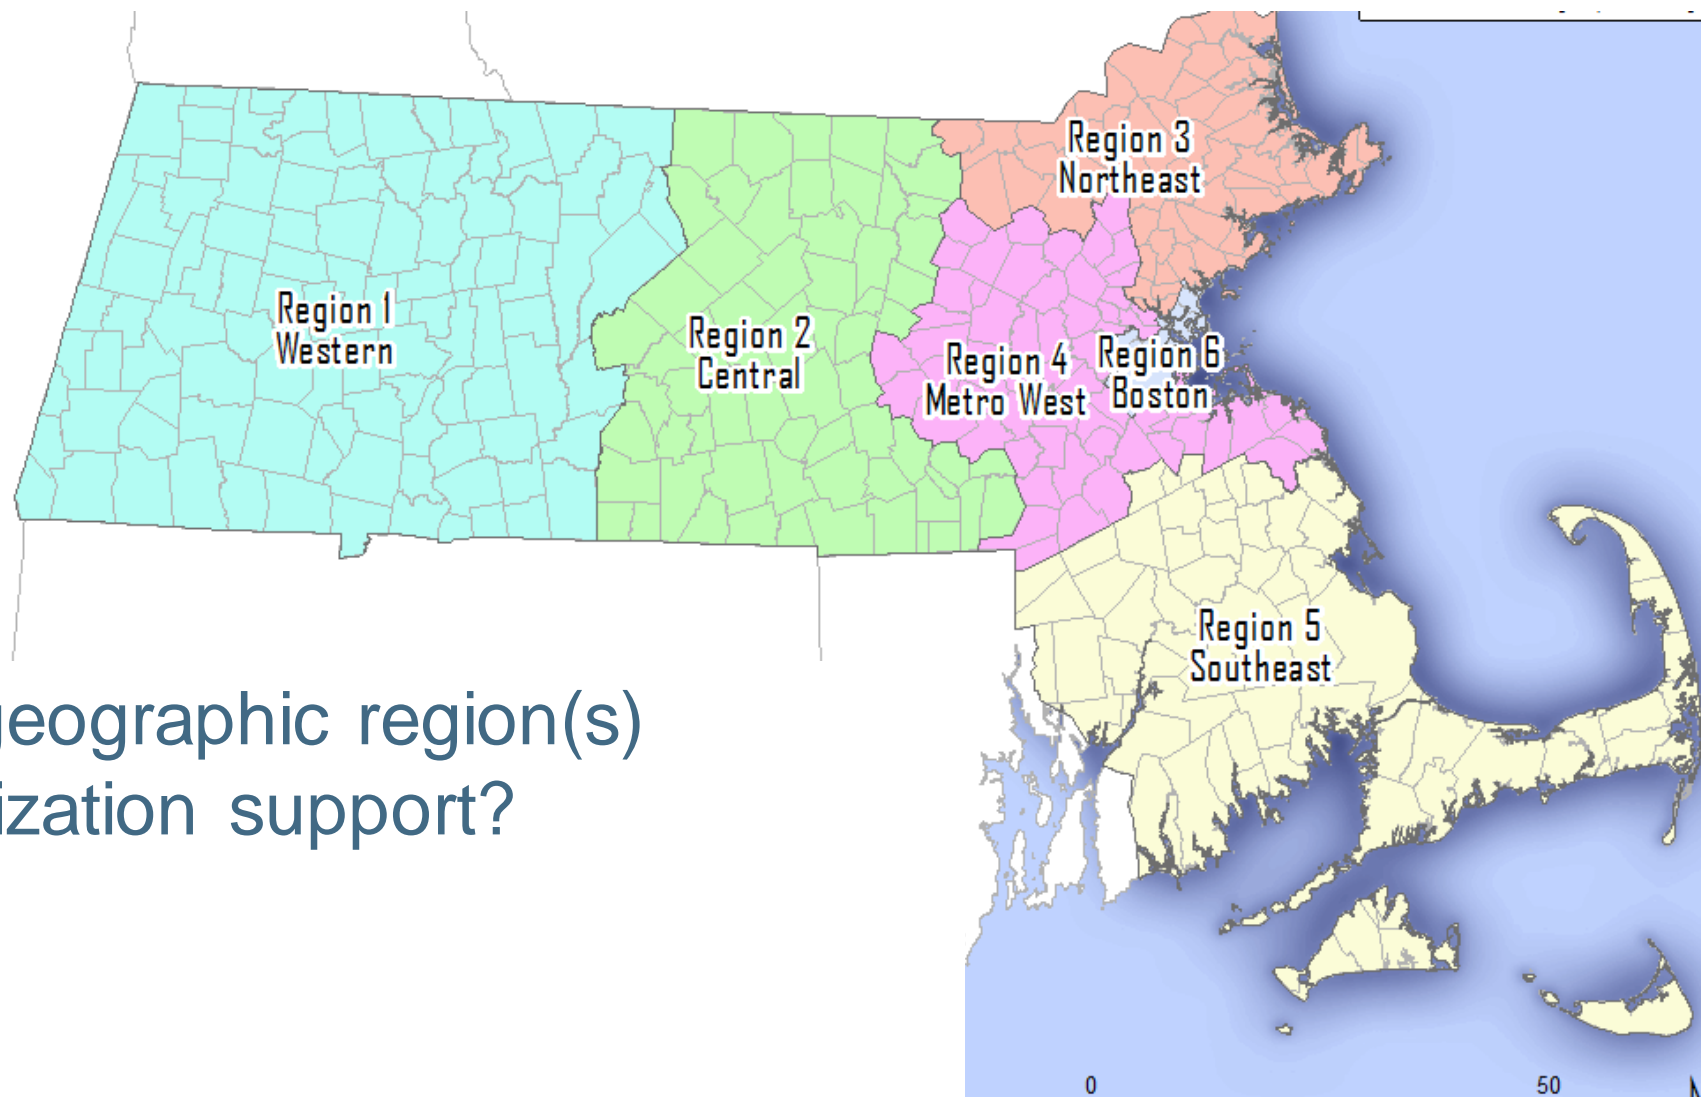 Region 3
Northeast
Region 1
Western
Region 2
Central
Region 4
Metro West
Region 6
Boston
Region 5
Southeast
geographic region(s)
ization support?
0
50